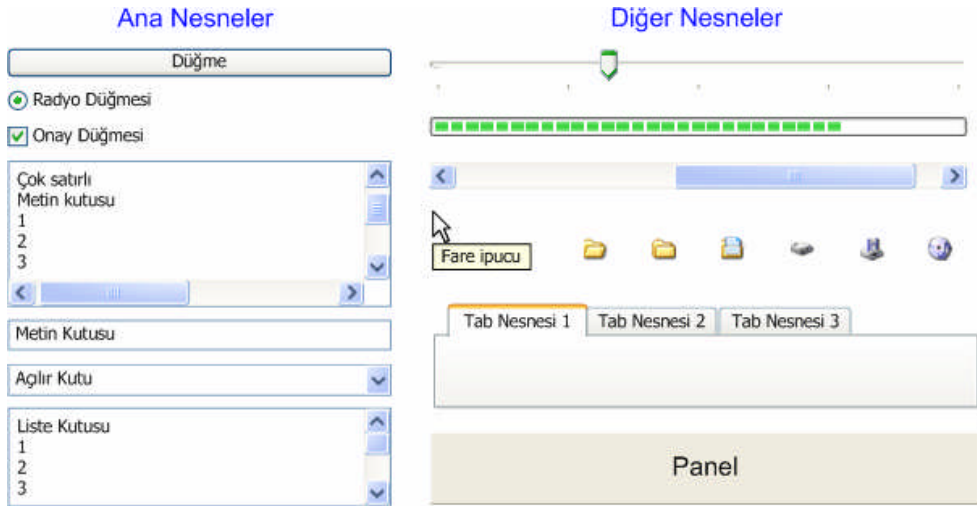 Ana Nesneler
Düğme
Radyo Düğmesi
Onay Düğmesi
Çok satırlı
Metin kutusu
1
2
3
Metin Kutusu
Açılır Kutu
Liste Kutusu
1
2
3
Diğer Nesneler
Fare ipucu
Tab Nesnesi 1
Tab Nesnesi 2
Tab Nesnesi 3
Panel